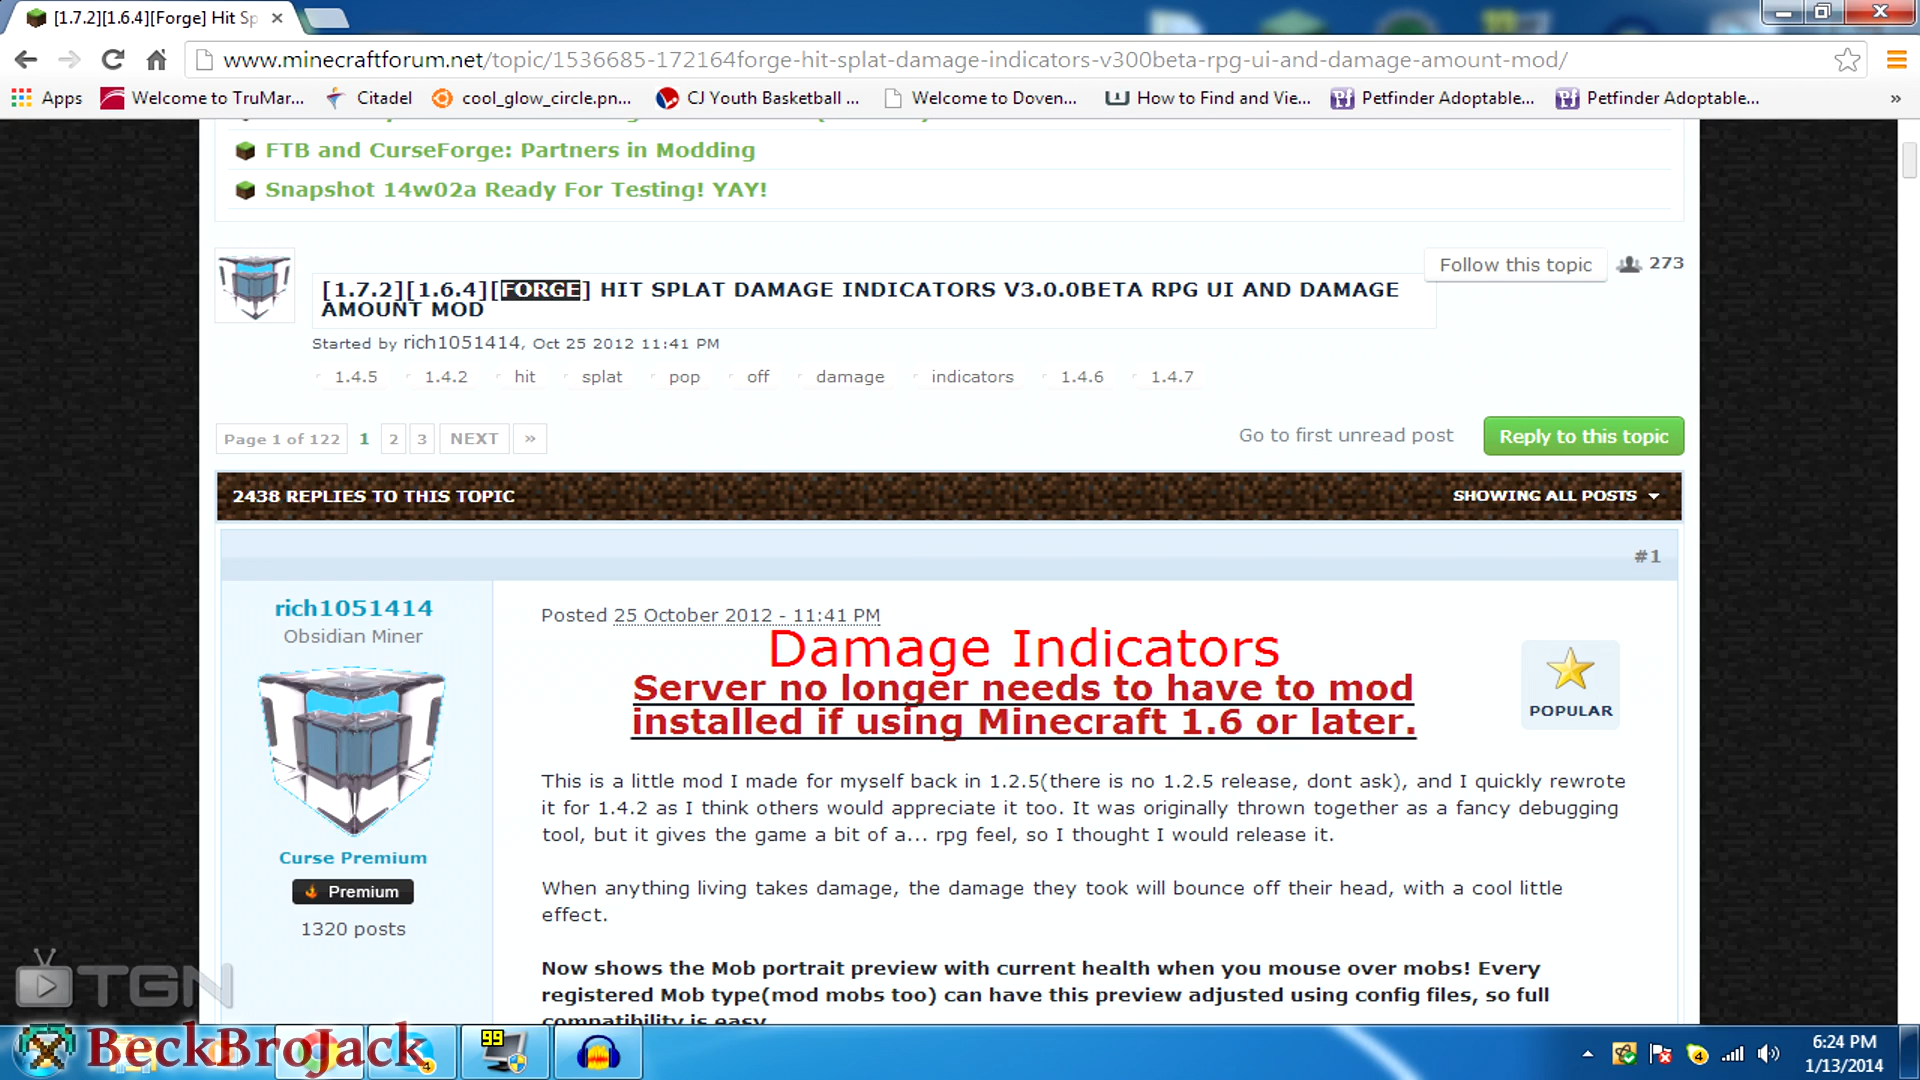 [1.7.2][1.6.4][Forge] Hit Sp
www.minecraftforum.net/topic/1536685-172164forge-hit-splat-damage-indicators-v300beta-rpg-ui-and-damage-amount-mod/
Apps Welcome to TruMar... Citadel cool_glow_circle.pn... CJ Youth Basketball ... Welcome to Doven... How to Find and Vie... Petfinder Adoptable... Petfinder Adoptable... »
FTB and CurseForge: Partners in Modding
Snapshot 14w02a Ready For Testing! YAY!
Follow this topic 273
[1.7.2][1.6.4][FORGE] HIT SPLAT DAMAGE INDICATORS V3.0.0BETA RPG UI AND DAMAGE
AMOUNT MOD
Started by rich1051414, Oct 25 2012 11:41 PM
1.4.5 1.4.2 hit splat pop off damage indicators 1.4.6 1.4.7
Page 1 of 122 1 2 3 NEXT »
Go to first unread post Reply to this topic
2438 REPLIES TO THIS TOPIC SHOWING ALL POSTS
#1
rich1051414
Obsidian Miner
Curse Premium
Premium
1320 posts
Posted 25 October 2012 - 11:41 PM
Damage Indicators
Server no longer needs to have to mod
installed if using Minecraft 1.6 or later.
POPULAR
This is a little mod I made for myself back in 1.2.5(there is no 1.2.5 release, dont ask), and I quickly rewrote
it for 1.4.2 as I think others would appreciate it too. It was originally thrown together as a fancy debugging
tool, but it gives the game a bit of a... rpg feel, so I thought I would release it.
When anything living takes damage, the damage they took will bounce off their head, with a cool little
effect.
Now shows the Mob portrait preview with current health when you mouse over mobs! Every
registered Mob type(mod mobs too) can have this preview adjusted using config files, so full
compatibility is easy
TGN
BeckBroJack
4
99
4
6:24 PM
1/13/2014